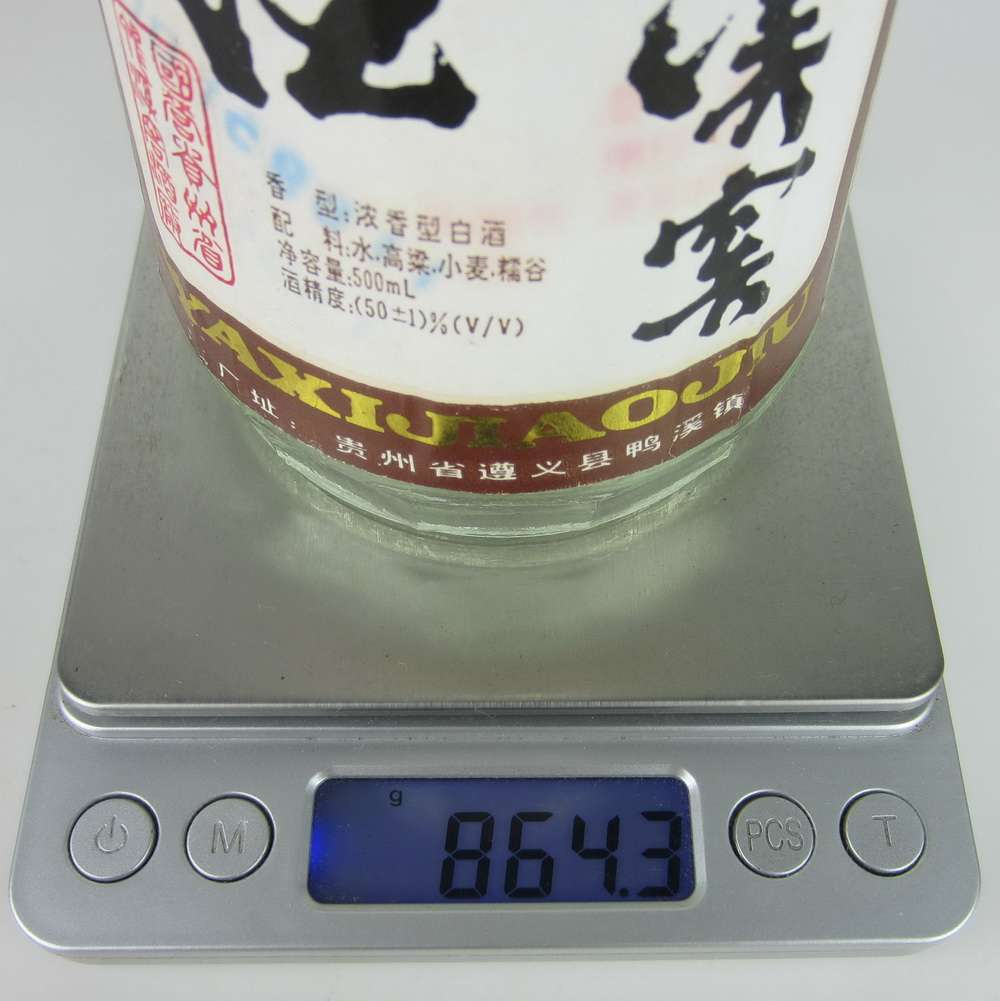 味窖
香 型:浓香型白酒
配 料:水.高粱.小麦.糯谷
净容量:500mL
酒精度:(50±1)%(V/V)
YAXIJIAOJIU
厂址:贵州省遵义县鸭溪镇
g
864.3
M
PCS
T